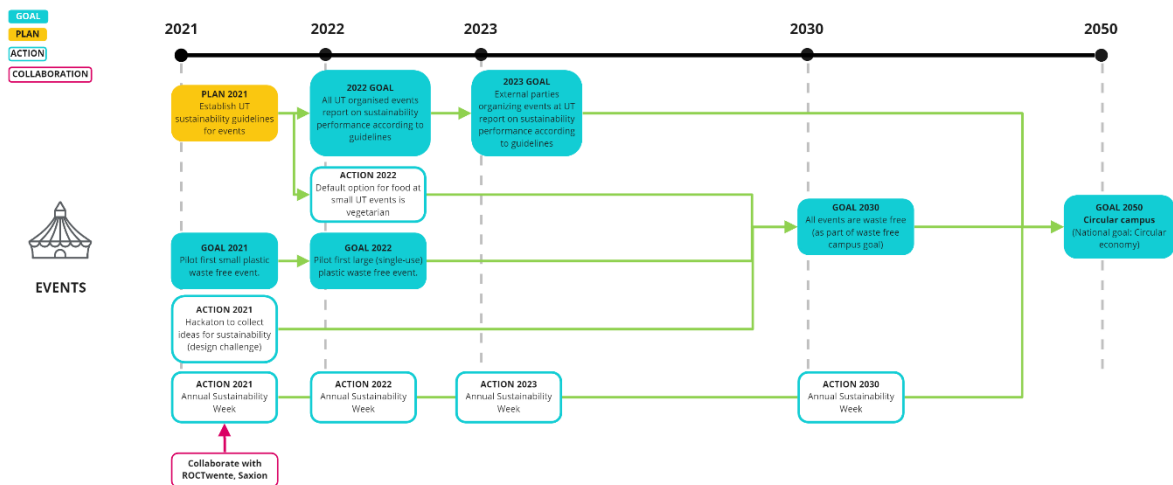 GOAL
PLAN
ACTION
COLLABORATION
2021
2022
2023
2030
2050
PLAN 2021
Establish UT
sustainability guidelines
for events
2022 GOAL
All UT organised events
report on sustainability
performance according to
guidelines
2023 GOAL
External parties
organizing events at UT
report on sustainability
performance according
to guidelines
ACTION 2022
Default option for food at
small UT events is
vegetarian
GOAL 2030
All events are waste free
(as part of waste free
campus goal)
GOAL 2050
Circular campus
(National goal: Circular
economy)
EVENTS
GOAL 2021
Pilot first small plastic
waste free event.
GOAL 2022
Pilot first large (single-use)
plastic waste free event.
ACTION 2021
Hackaton to collect
ideas for sustainability
(design challenge)
ACTION 2021
Annual Sustainability
Week
ACTION 2022
Annual Sustainability
Week
ACTION 2023
Annual Sustainability
Week
ACTION 2030
Annual Sustainability
Week
Collaborate with
ROCTwente, Saxion